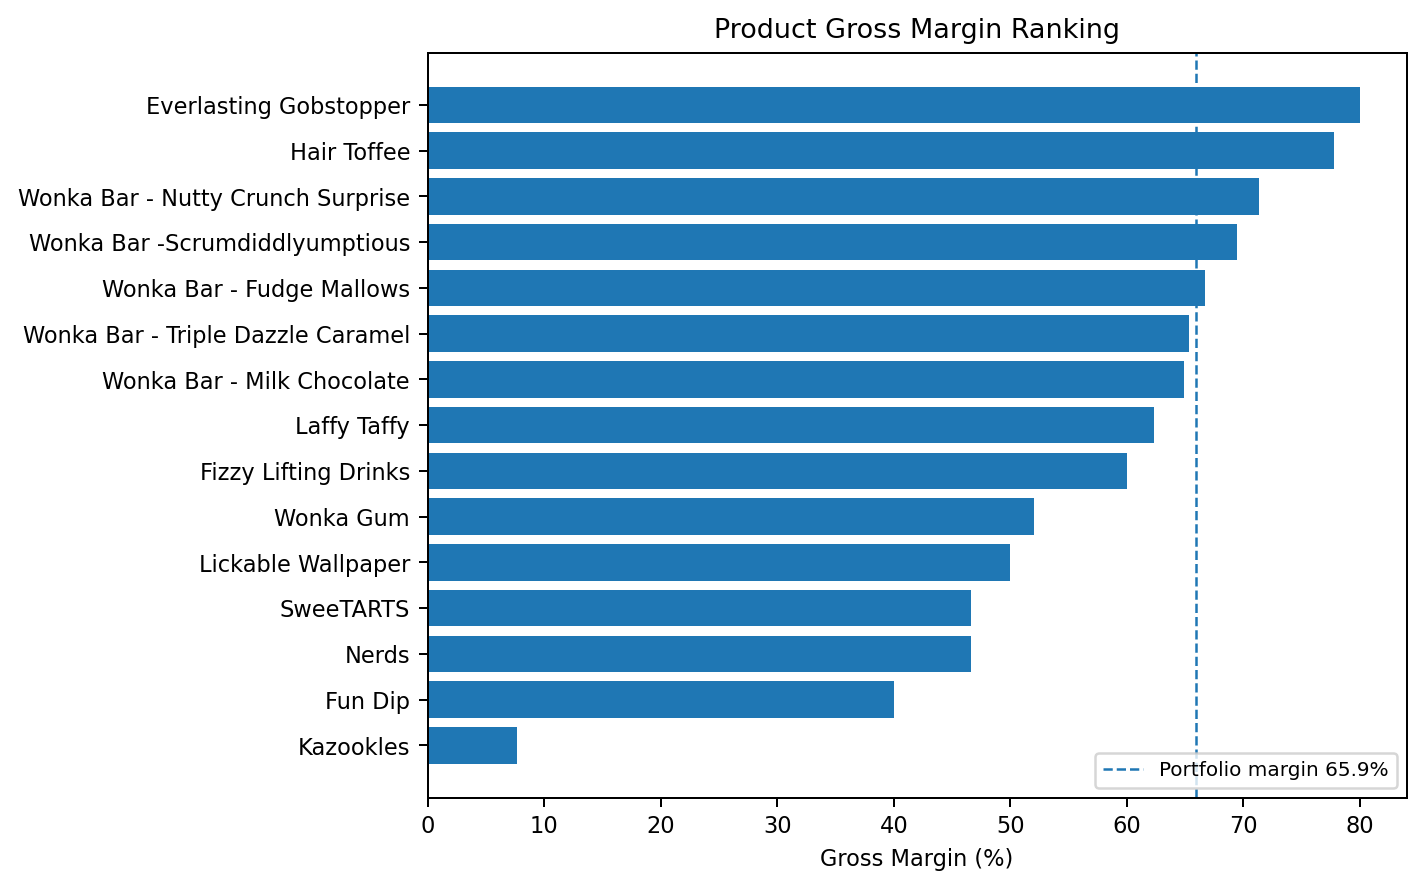 Product Gross Margin Ranking
Everlasting Gobstopper
Hair Toffee
Wonka Bar - Nutty Crunch Surprise
Wonka Bar -Scrumdiddlyumptious
Wonka Bar - Fudge Mallows
Wonka Bar - Triple Dazzle Caramel
Wonka Bar - Milk Chocolate
Laffy Taffy
Fizzy Lifting Drinks
Wonka Gum
Lickable Wallpaper
SweeTARTS
Nerds
Fun Dip
Kazookles
Portfolio margin 65.9%
0 10 20 30 40 50 60 70 80
Gross Margin (%)